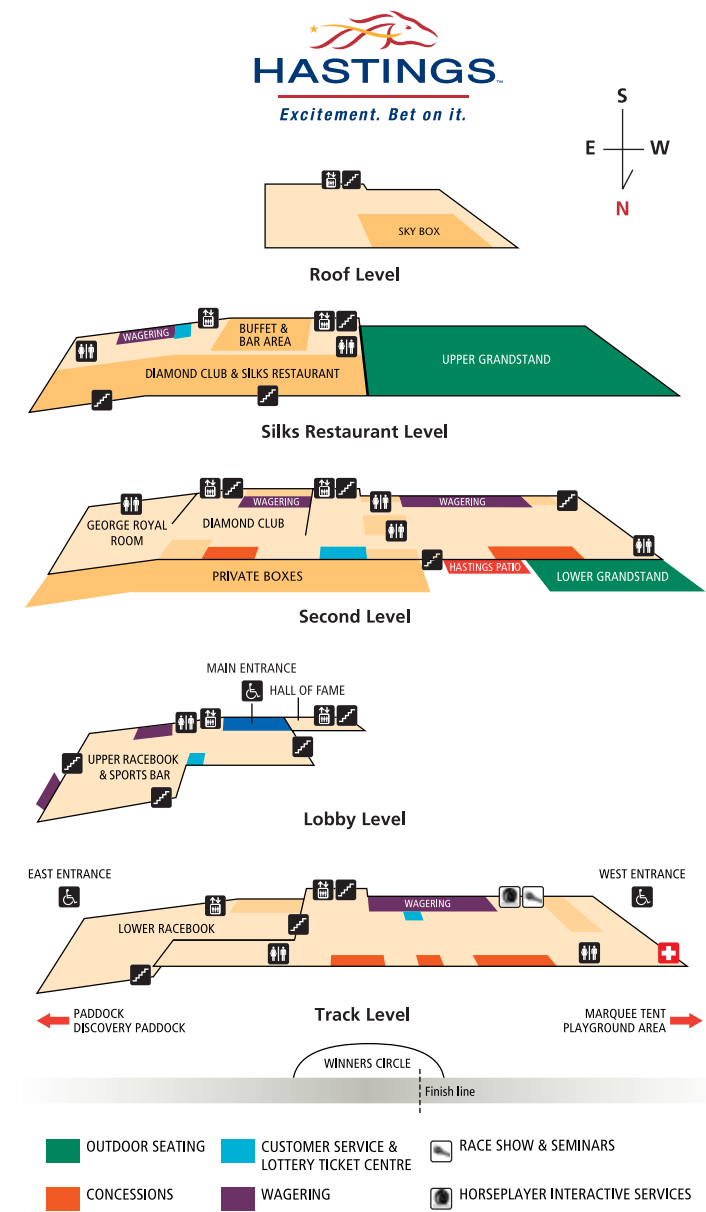 HASTINGS™
Excitement. Bet on it.
S
E W
N
SKY BOX
Roof Level
WAGERING
BUFFET &
BAR AREA
UPPER GRANDSTAND
DIAMOND CLUB & SILKS RESTAURANT
Silks Restaurant Level
WAGERING
WAGERING
GEORGE ROYAL
ROOM
DIAMOND CLUB
HASTINGS PATIO
PRIVATE BOXES
LOWER GRANDSTAND
Second Level
MAIN ENTRANCE
HALL OF FAME
UPPER RACEBOOK
& SPORTS BAR
Lobby Level
EAST ENTRANCE
WEST ENTRANCE
WAGERING
LOWER RACEBOOK
Track Level
PADDOCK
DISCOVERY PADDOCK
MARQUEE TENT
PLAYGROUND AREA
WINNERS CIRCLE
Finish line
OUTDOOR SEATING
CUSTOMER SERVICE &
LOTTERY TICKET CENTRE
RACE SHOW & SEMINARS
CONCESSIONS
WAGERING
HORSEPLAYER INTERACTIVE SERVICES